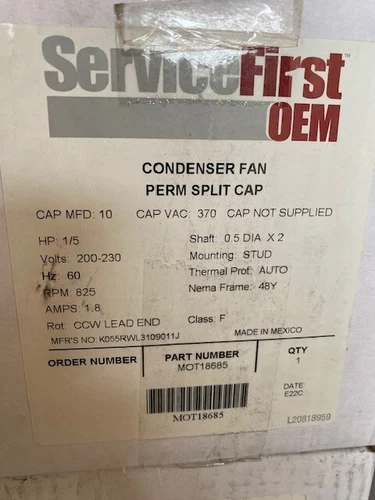 ServiceFirst™
OEM
CONDENSER FAN
PERM SPLIT CAP
CAP MFD: 10 CAP VAC: 370 CAP NOT SUPPLIED
HP: 1/5 Shaft: 0.5 DIA X 2
Volts: 200-230 Mounting: STUD
Hz: 60 Thermal Prot: AUTO
RPM: 825 Nema Frame: 48Y
AMPS: 1.8
Rot: CCW LEAD END Class: F
MFR'S NO: K055RWL3109011J MADE IN MEXICO
ORDER NUMBER PART NUMBER QTY
MOT18685 1
MOT18685
DATE:
E22C
L20818959